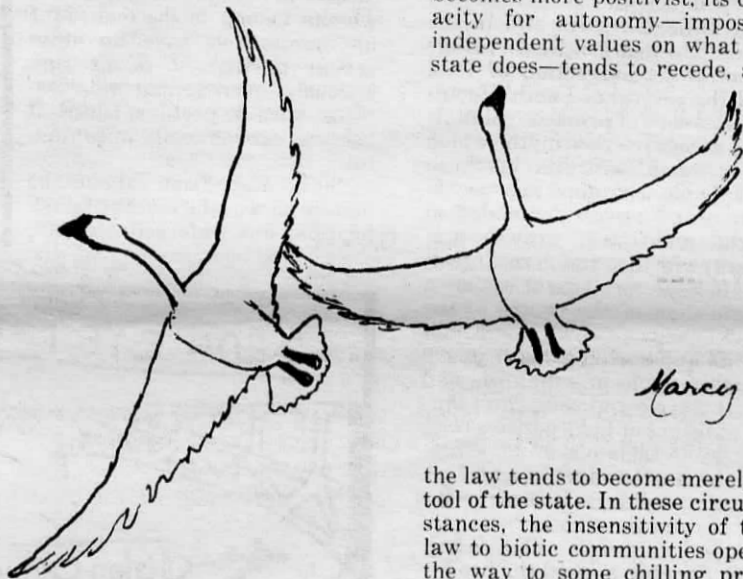 acity for autonomy—impos
independent values on what
state does—tends to recede,
Marcy
the law tends to become merel
tool of the state. In these circu
stances, the insensitivity of t
law to biotic communities ope
the way to some chilling pr